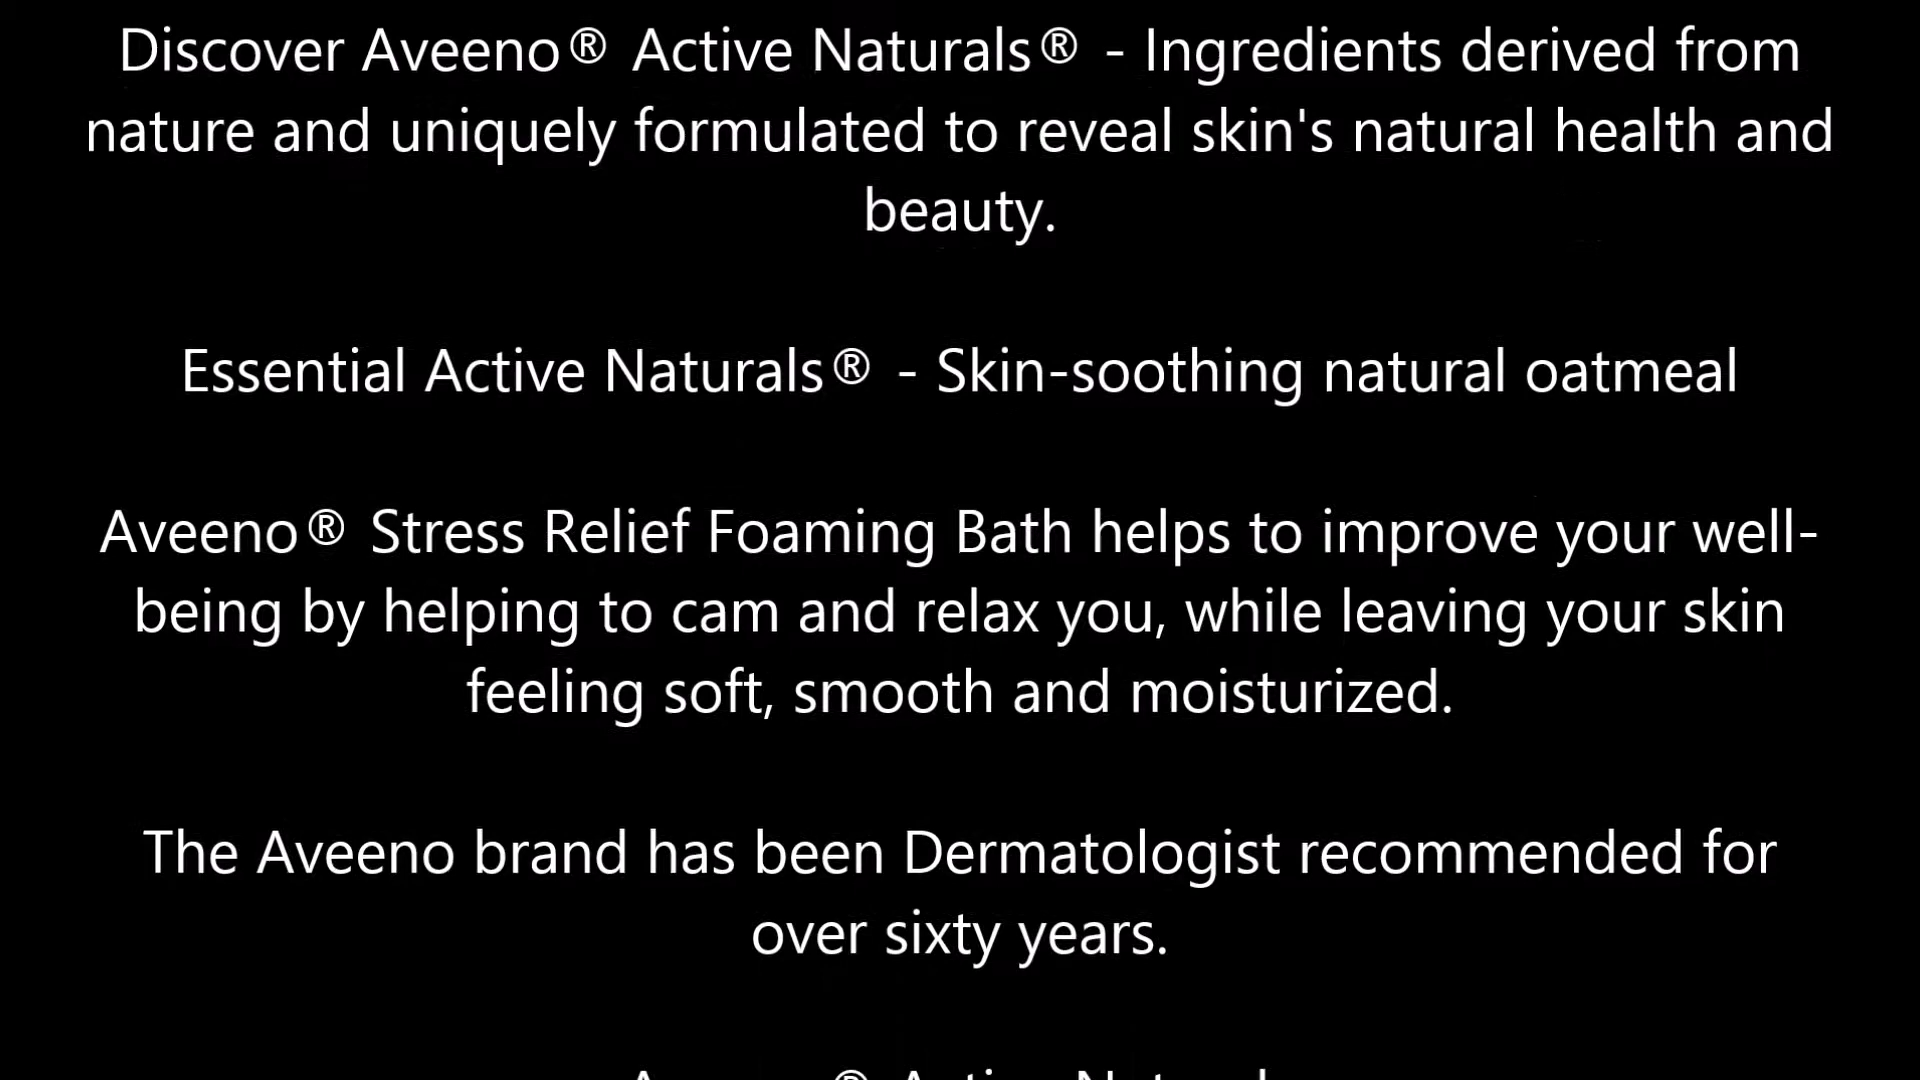 Discover Aveeno® Active Naturals® - Ingredients derived from
nature and uniquely formulated to reveal skin's natural health and
beauty.
Essential Active Naturals® - Skin-soothing natural oatmeal
Aveeno® Stress Relief Foaming Bath helps to improve your well-
being by helping to cam and relax you, while leaving your skin
feeling soft, smooth and moisturized.
The Aveeno brand has been Dermatologist recommended for
over sixty years.